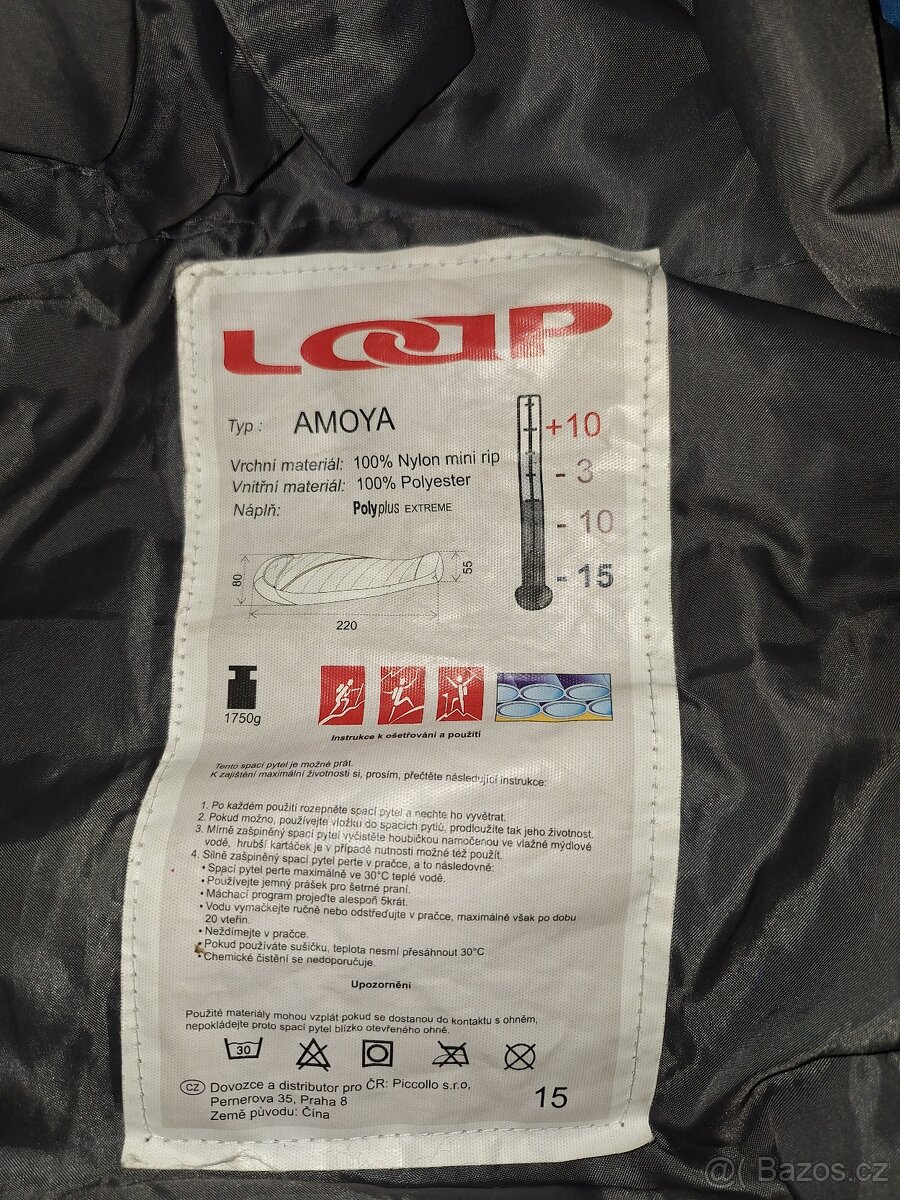 LOOP
Typ : AMOYA
Vrchní materiál: 100% Nylon mini rip
Vnitřní materiál: 100% Polyester
Náplň: Polyplus EXTREME
+10
- 3
- 10
- 15
80
55
220
1750g
Instrukce k ošetřování a použití
Tento spací pytel je možné prát.
K zajištění maximální životnosti si, prosím, přečtěte následující instrukce:
1. Po každém použití rozepněte spací pytel a nechte ho vyvětrat.
2. Pokud možno, používejte vložku do spacích pytlů, prodloužíte tak jeho životnost.
3. Mírně zašpiněný spací pytel vyčistěte houbičkou namočenou ve vlažné mýdlové
vodě, hrubší kartáček je v případě nutnosti možné též použít.
4. Silně zašpiněný spací pytel perte v pračce, a to následovně:
• Spací pytel perte maximálně ve 30°C teplé vodě.
• Používejte jemný prášek pro šetrné praní.
• Máchací program projeďte alespoň 5krát.
• Vodu vymačkejte ručně nebo odstřeďujte v pračce, maximálně však po dobu
20 vteřin.
• Neždímejte v pračce.
• Pokud používáte sušičku, teplota nesmí přesáhnout 30°C
• Chemické čistění se nedoporučuje.
Upozornění
Použité materiály mohou vzplát pokud se dostanou do kontaktu s ohněm,
nepokládejte proto spací pytel blízko otevřeného ohně.
30
CZ Dovozce a distributor pro ČR: Piccollo s.r.o,
Pernerova 35, Praha 8
Země původu: Čína
15
@( Bazos.cz